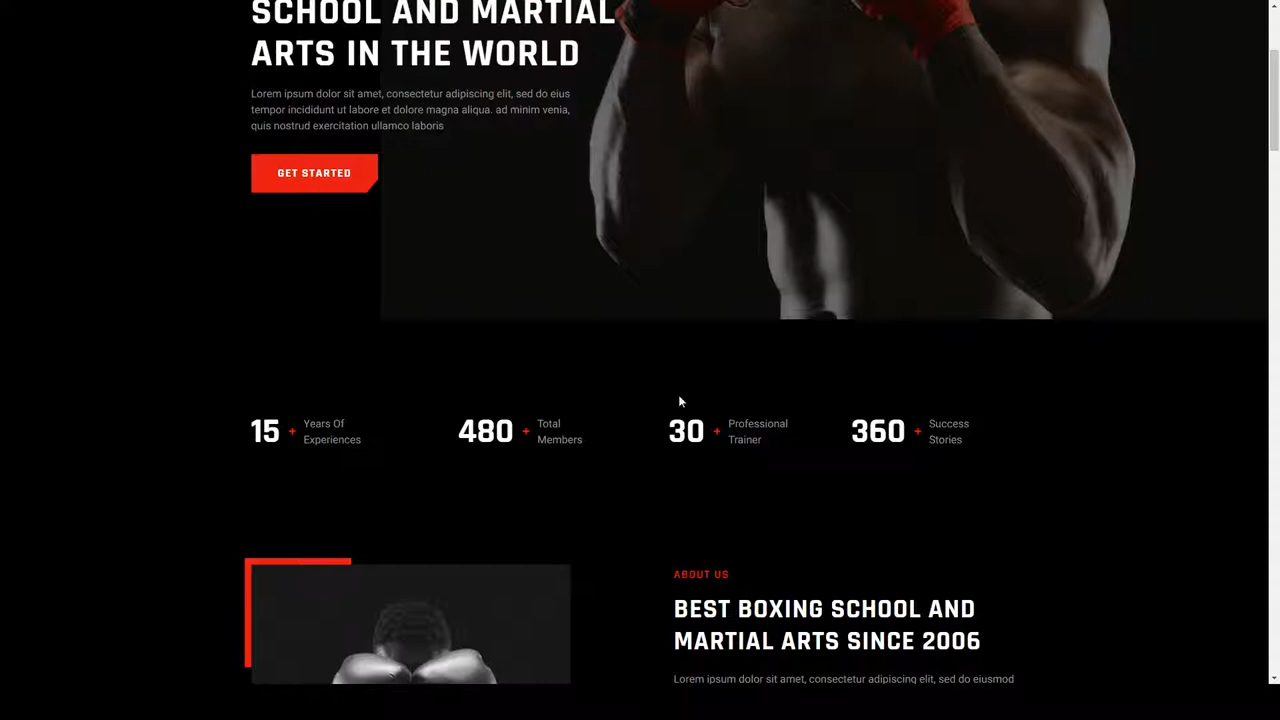 SCHOOL AND MARTIAL
ARTS IN THE WORLD
Lorem ipsum dolor sit amet, consectetur adipiscing elit, sed do eius
tempor incididunt ut labore et dolore magna aliqua. ad minim venia,
quis nostrud exercitation ullamco laboris
GET STARTED
15 + Years Of
Experiences
480 + Total
Members
30 + Professional
Trainer
360 + Success
Stories
ABOUT US
BEST BOXING SCHOOL AND
MARTIAL ARTS SINCE 2006
Lorem ipsum dolor sit amet, consectetur adipiscing elit, sed do eiusmod